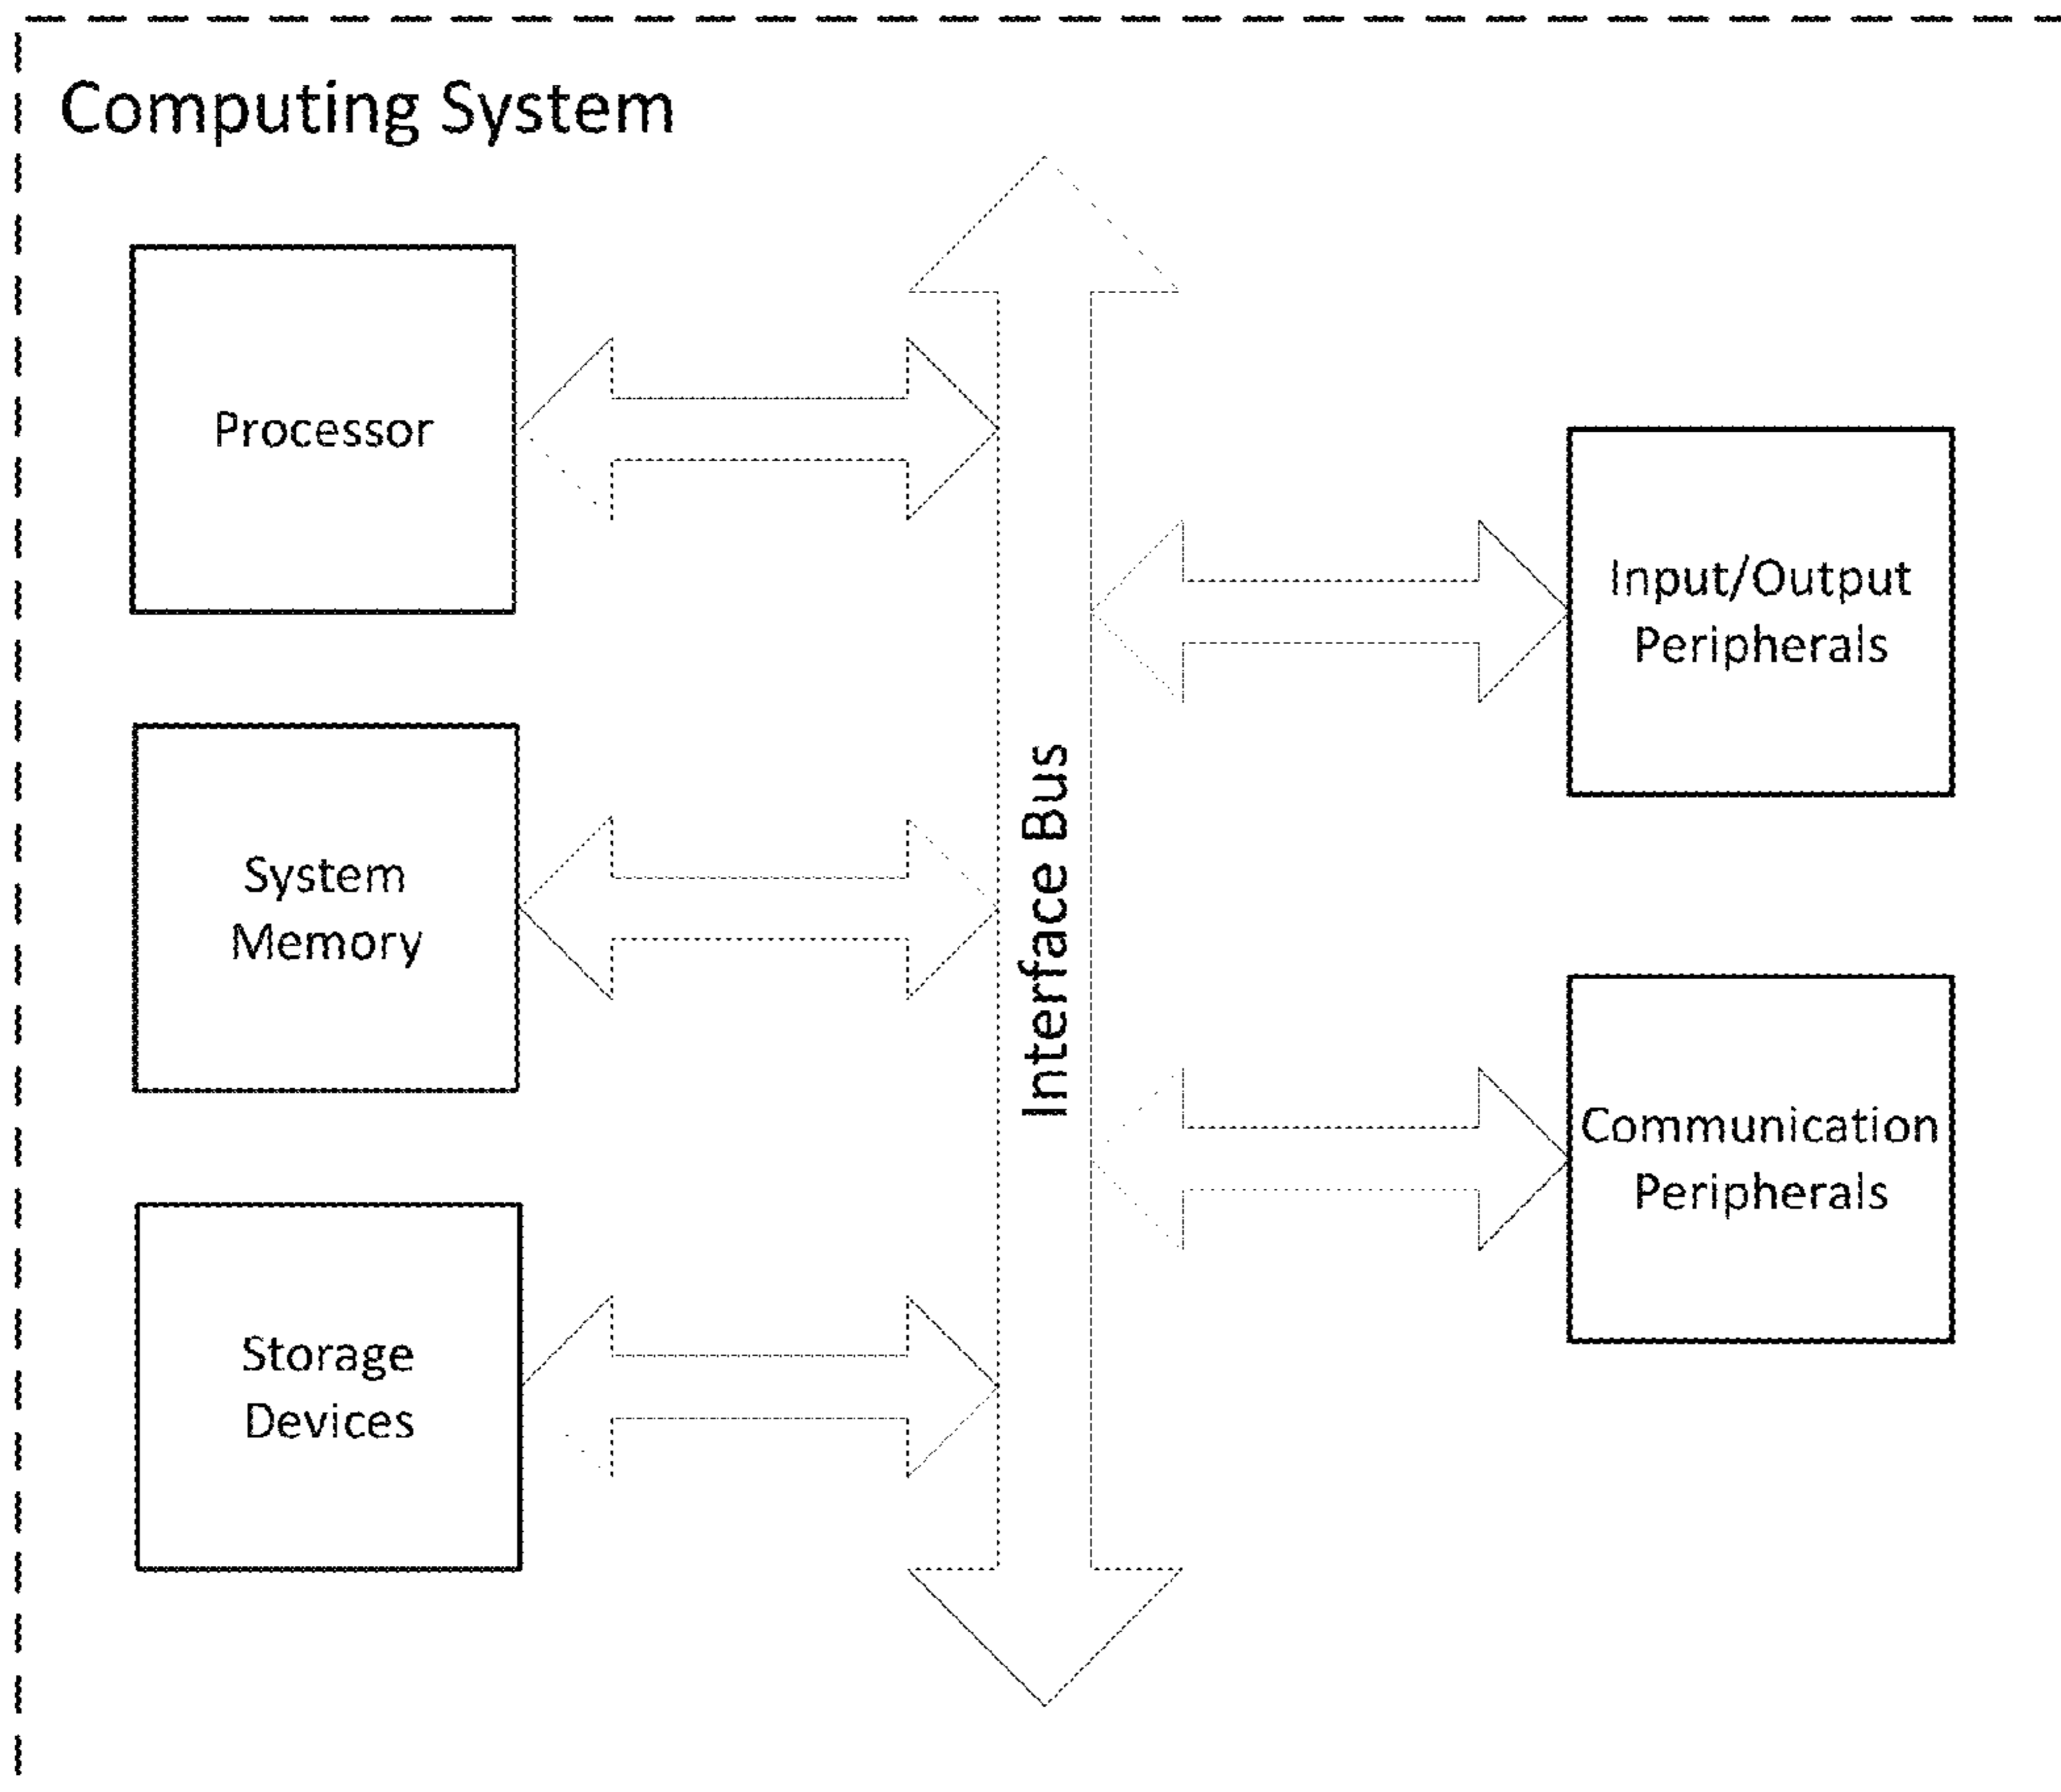 Computing System
Processor
System
Memory
Storage
Devices
Interface Bus
Input/Output
Peripherals
Communication
Peripherals